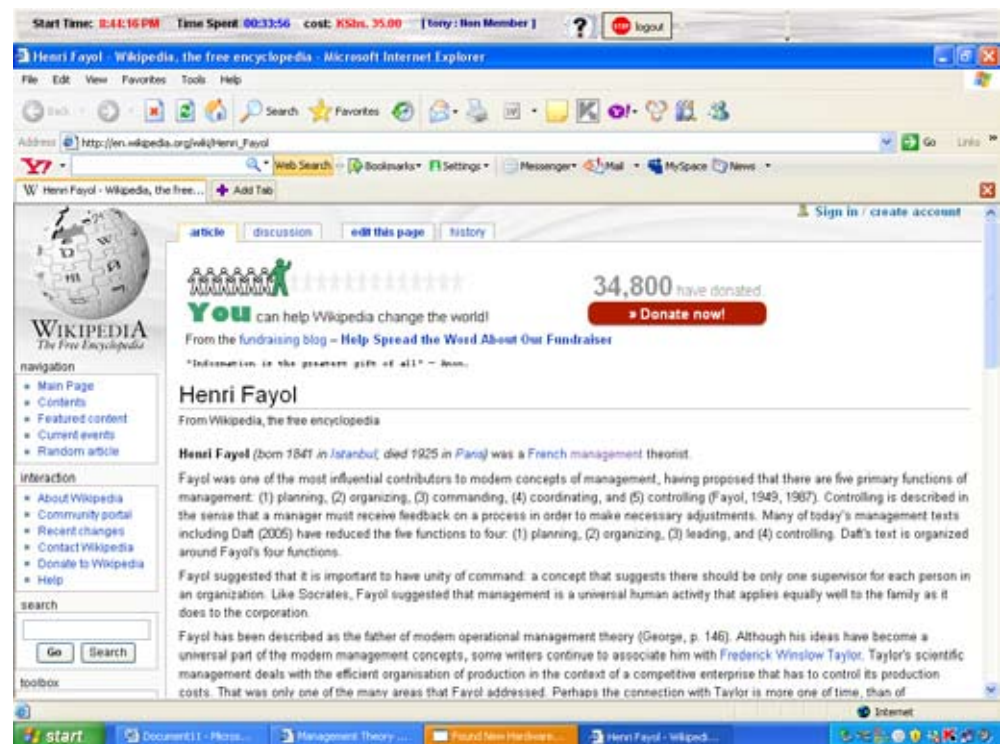 Start Time: 8:44:16 PM Time Spent 00:33:56 cost: KShs. 35.00 [tony : Non Member ] ? STOP logout
Henri Fayol - Wikipedia, the free encyclopedia - Microsoft Internet Explorer
File Edit View Favorites Tools Help
Back Search Favorites
Address http://en.wikipedia.org/wiki/Henri_Fayol Go Links »
Y7 Web Search Bookmarks Settings Messenger Mail MySpace News
W Henri Fayol - Wikipedia, the free... Add Tab
Sign in / create account
article discussion edit this page history
34,800 have donated.
» Donate now!
You can help Wikipedia change the world!
From the fundraising blog – Help Spread the Word About Our Fundraiser
"Information is the greatest gift of all" — Anon.
WIKIPEDIA
The Free Encyclopedia
navigation
Main Page
Contents
Featured content
Current events
Random article
interaction
About Wikipedia
Community portal
Recent changes
Contact Wikipedia
Donate to Wikipedia
Help
search
Go Search
toolbox
Henri Fayol
From Wikipedia, the free encyclopedia
Henri Fayol (born 1841 in Istanbul; died 1925 in Paris) was a French management theorist.
Fayol was one of the most influential contributors to modern concepts of management, having proposed that there are five primary functions of
management: (1) planning, (2) organizing, (3) commanding, (4) coordinating, and (5) controlling (Fayol, 1949, 1987). Controlling is described in
the sense that a manager must receive feedback on a process in order to make necessary adjustments. Many of today's management texts
including Daft (2005) have reduced the five functions to four: (1) planning, (2) organizing, (3) leading, and (4) controlling. Daft's text is organized
around Fayol's four functions.
Fayol suggested that it is important to have unity of command: a concept that suggests there should be only one supervisor for each person in
an organization. Like Socrates, Fayol suggested that management is a universal human activity that applies equally well to the family as it
does to the corporation.
Fayol has been described as the father of modern operational management theory (George, p. 146). Although his ideas have become a
universal part of the modern management concepts, some writers continue to associate him with Frederick Winslow Taylor. Taylor's scientific
management deals with the efficient organisation of production in the context of a competitive enterprise that has to control its production
costs. That was only one of the many areas that Fayol addressed. Perhaps the connection with Taylor is more one of time, than of
Internet
start Document11 - Micros... Management Theory ... Found New Hardware... Henri Fayol - Wikiped...